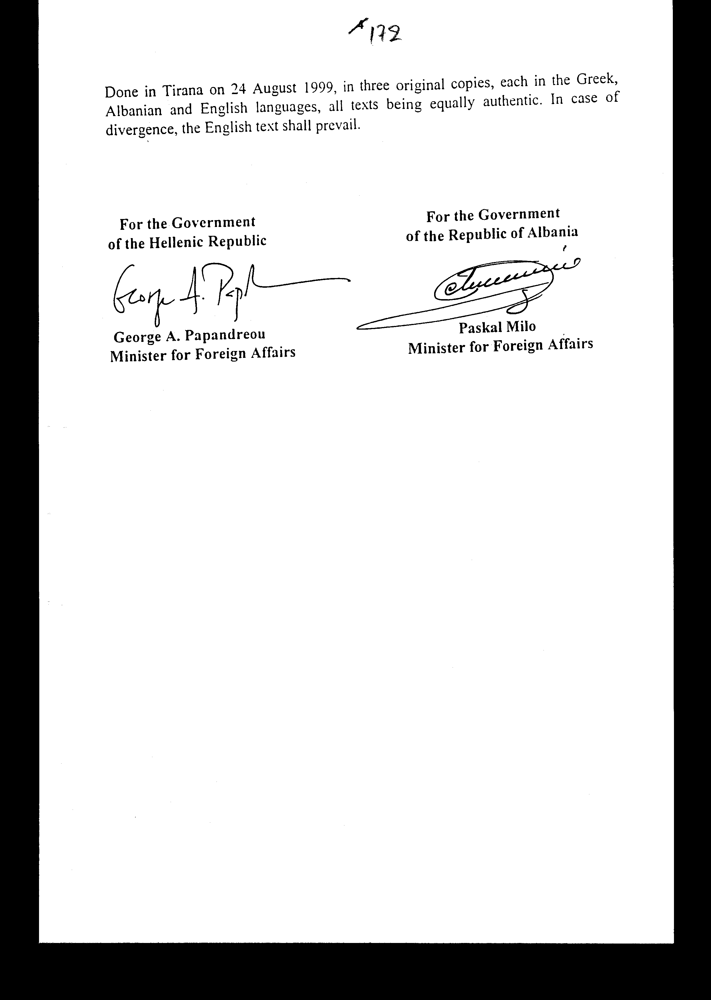 172
Done in Tirana on 24 August 1999, in three original copies, each in the Greek,
Albanian and English languages, all texts being equally authentic. In case of
divergence, the English text shall prevail.
For the Government
of the Hellenic Republic
For the Government
of the Republic of Albania
George A. Pap
George A. Papandreou
Minister for Foreign Affairs
Paskal Milo
Minister for Foreign Affairs